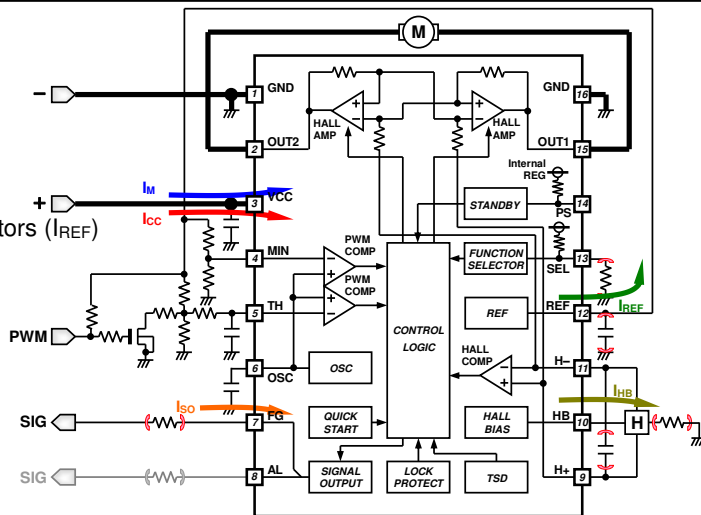 M
−
1
GND
GND
16
HALL
AMP
HALL
AMP
2
OUT2
OUT1
15
Internal
REG
IM
+
3
VCC
STANDBY
PS
14
ICC
tors (IREF)
4
MIN
PWM
COMP
FUNCTION
SELECTOR
SEL
13
PWM
COMP
IREF
PWM
5
TH
CONTROL
LOGIC
REF
REF
12
HALL
COMP
H−
11
6
OSC
OSC
IHB
ISO
SIG
7
FG
QUICK
START
HALL
BIAS
HB
10
H
SIG
8
AL
SIGNAL
OUTPUT
LOCK
PROTECT
TSD
H+
9